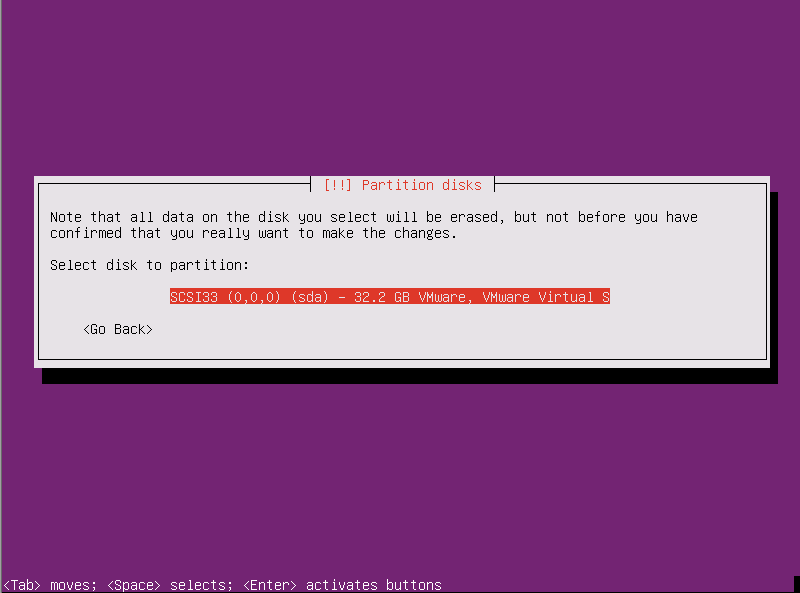 [!!] Partition disks
Note that all data on the disk you select will be erased, but not before you have
confirmed that you really want to make the changes.
Select disk to partition:
SCSI33 (0,0,0) (sda) - 32.2 GB VMware, VMware Virtual S
<Go Back>
<Tab> moves; <Space> selects; <Enter> activates buttons